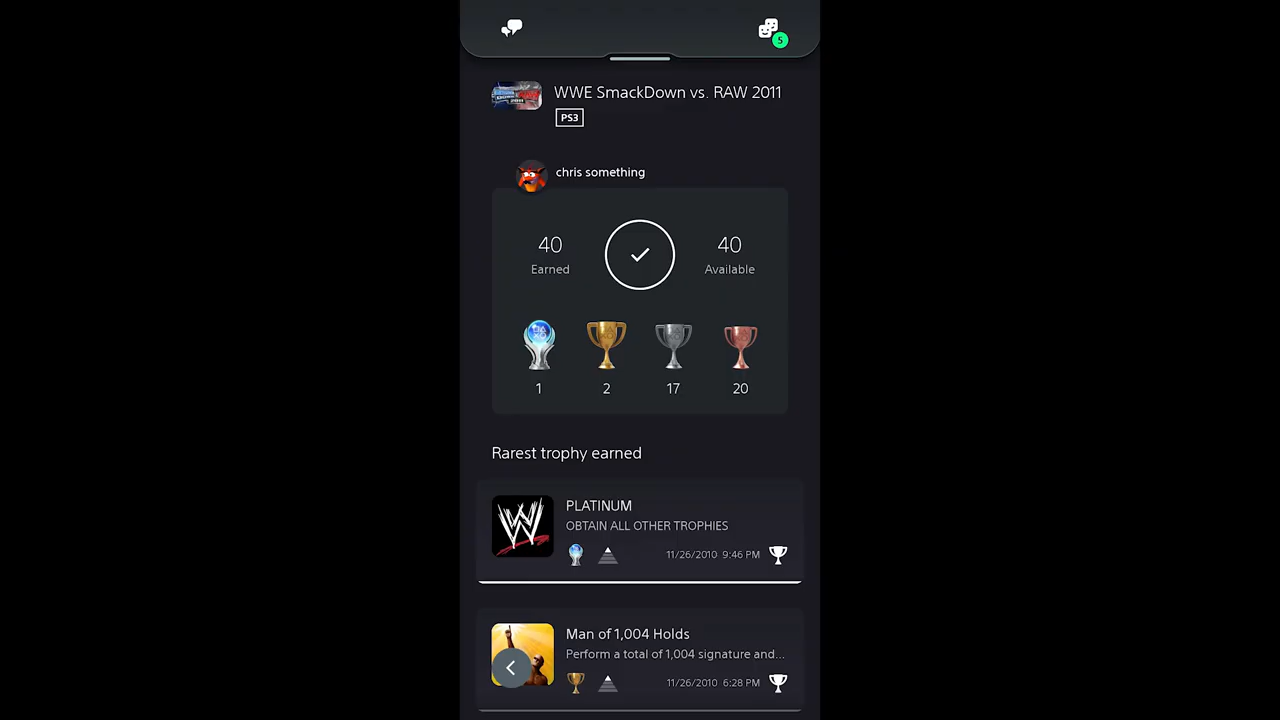 5
WWE SmackDown vs. RAW 2011
PS3
chris something
40
Earned
40
Available
1
2
17
20
Rarest trophy earned
PLATINUM
OBTAIN ALL OTHER TROPHIES
11/26/2010 9:46 PM
Man of 1,004 Holds
Perform a total of 1,004 signature and...
11/26/2010 6:28 PM